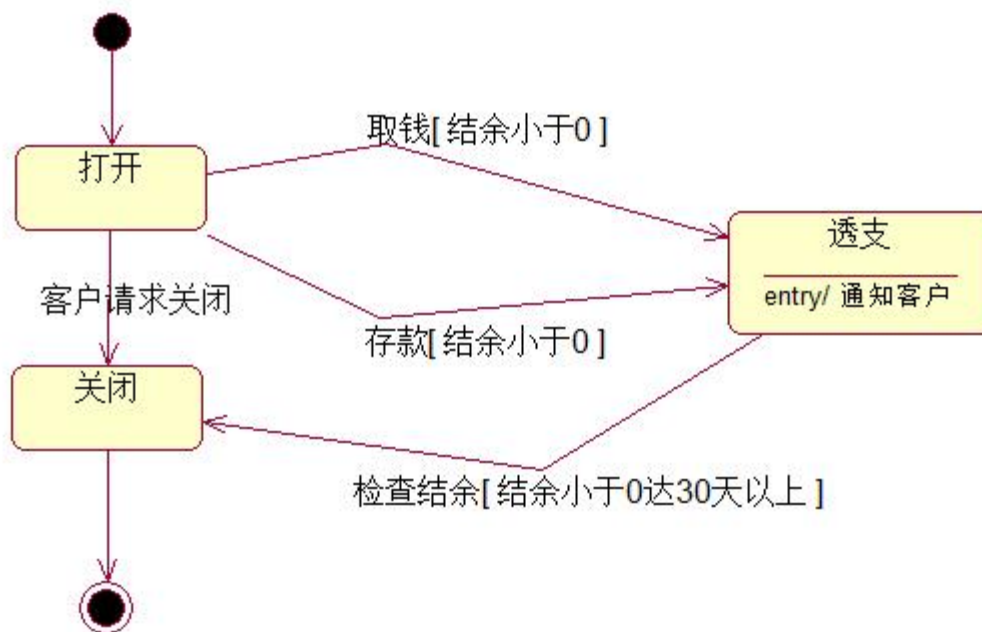 取钱[ 结余小于0 ]
打开
透支
entry/ 通知客户
客户请求关闭
存款[ 结余小于0 ]
关闭
检查结余[ 结余小于0达30天以上 ]